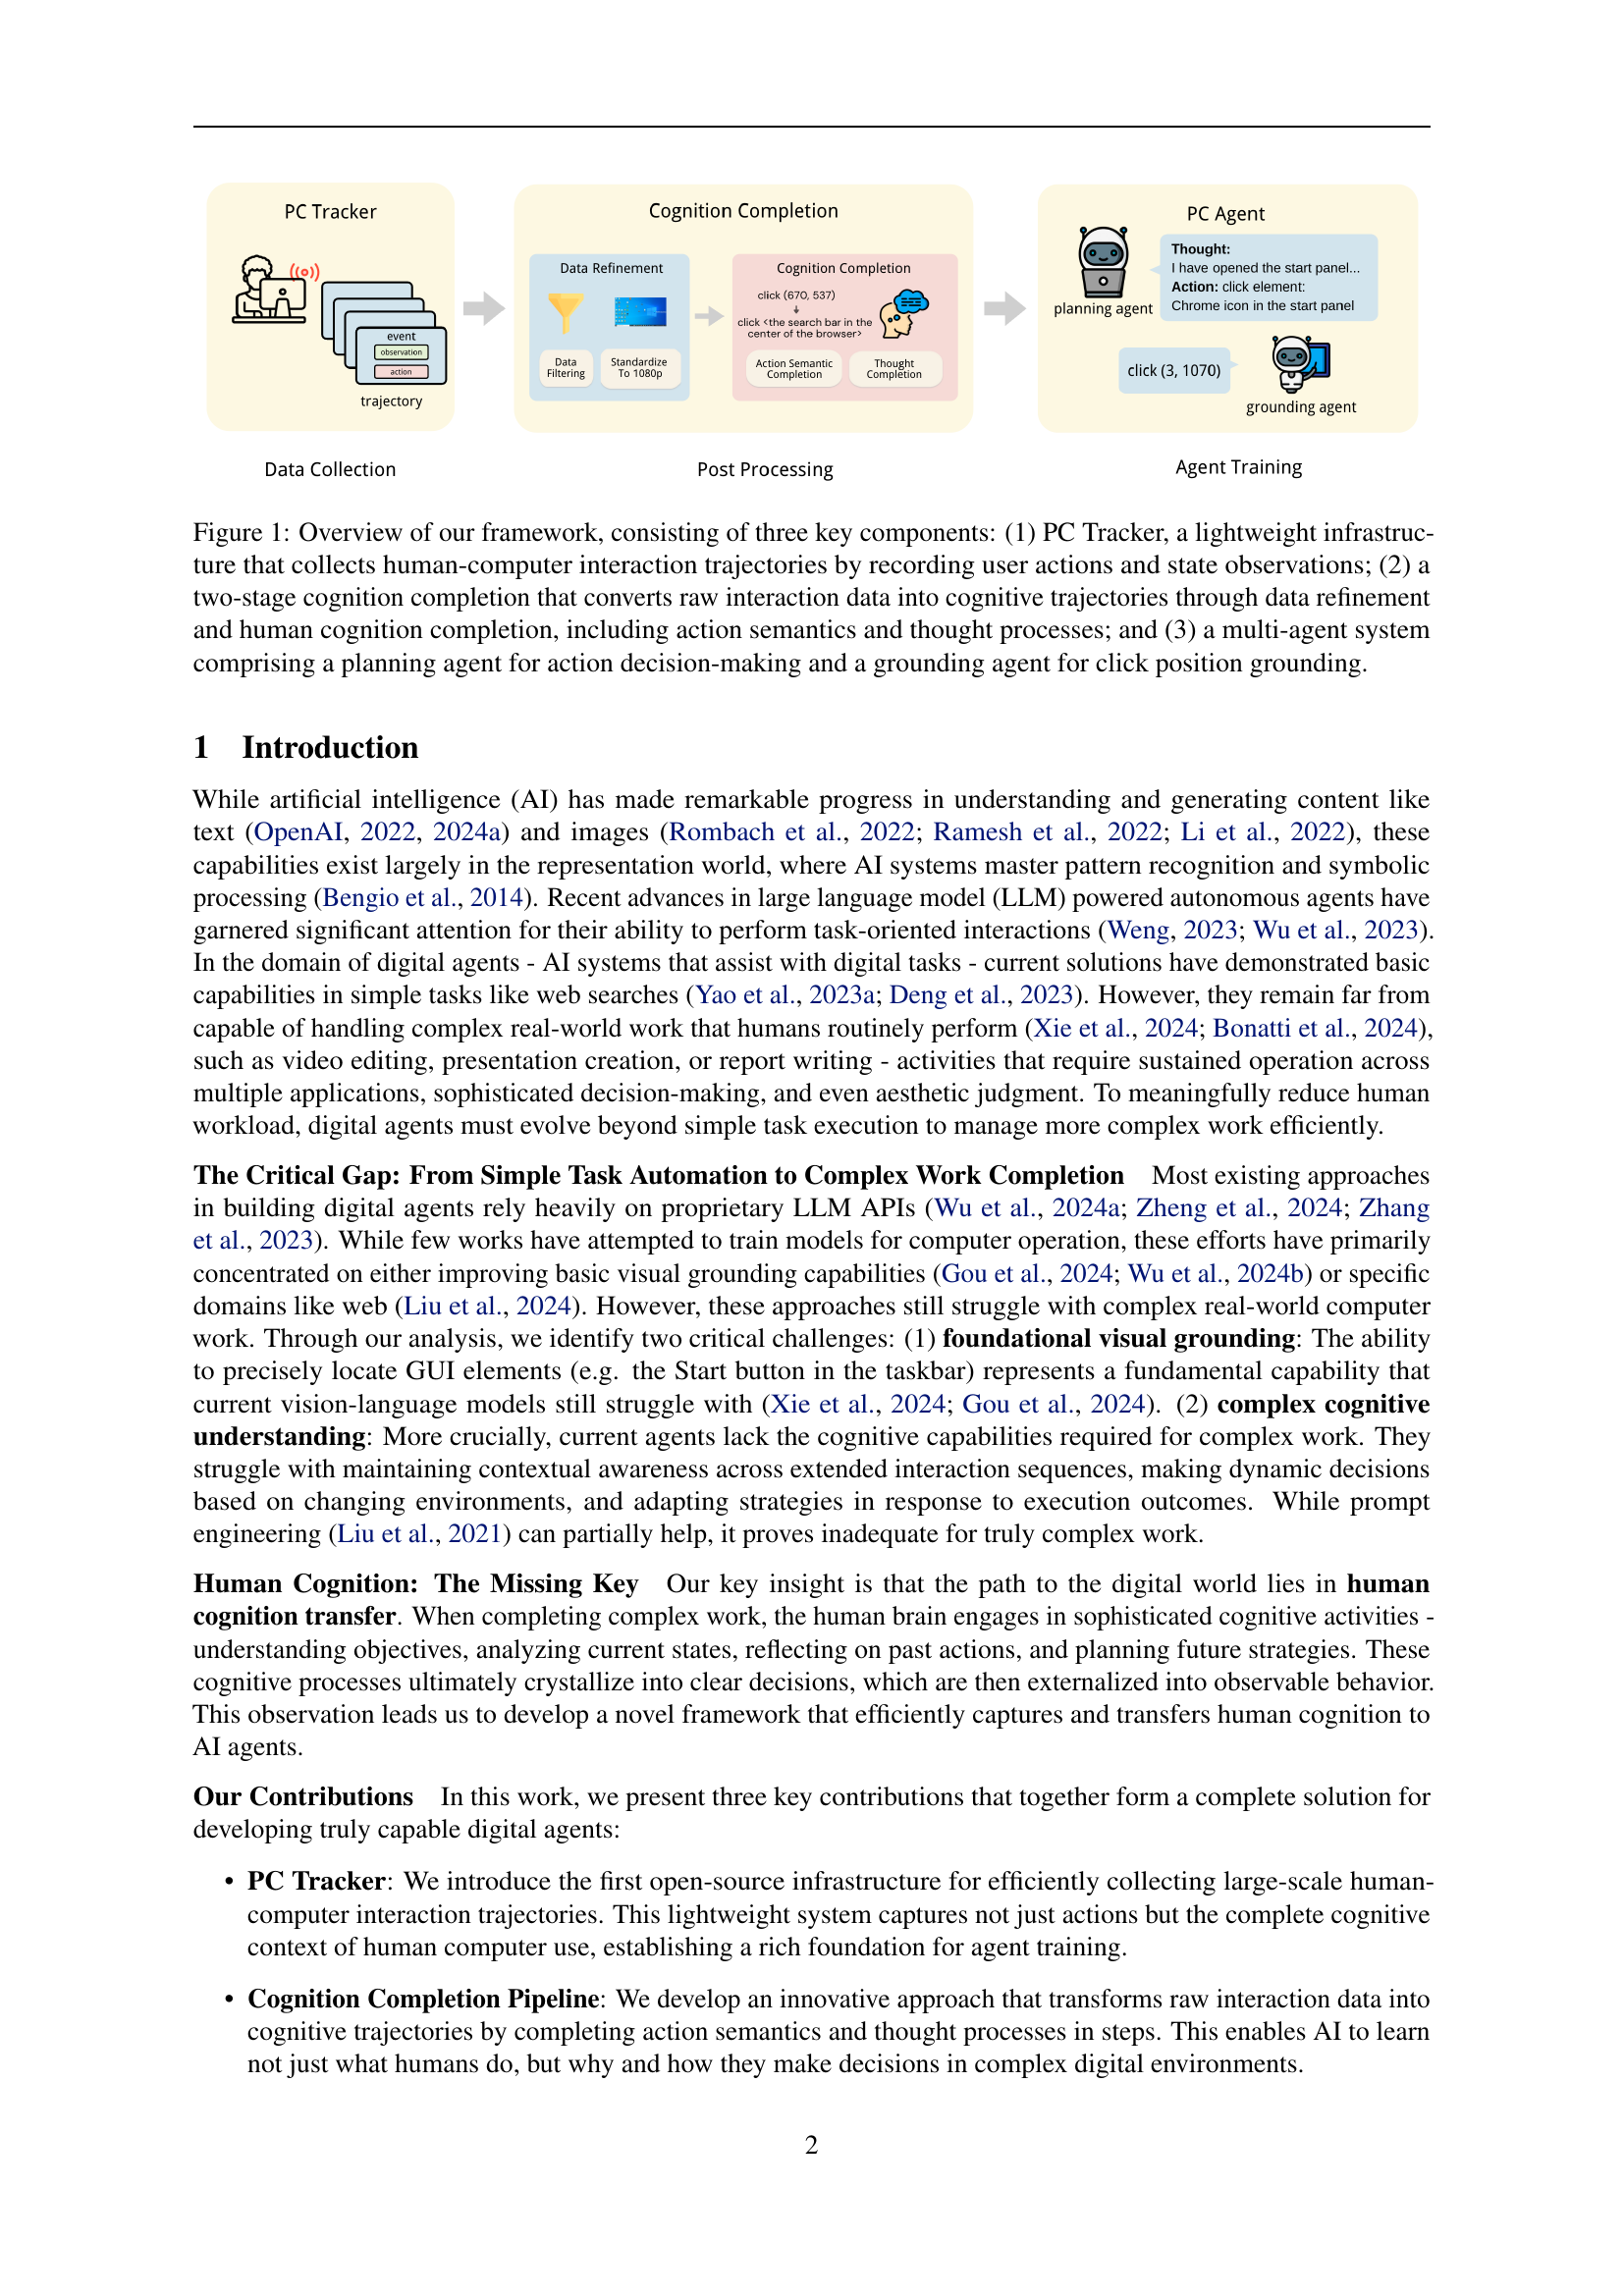 PC Tracker
event
observation
action
trajectory
Data Collection
Cognition Completion
Data Refinement
Data
Filtering
Standardize
To 1080p
Cognition Completion
click (670, 537)
click <the search bar in the
center of the browser>
Action Semantic
Completion
Thought
Completion
Post Processing
PC Agent
planning agent
Thought:
I have opened the start panel...
Action: click element:
Chrome icon in the start panel
click (3, 1070)
grounding agent
Agent Training
Figure 1: Overview of our framework, consisting of three key components: (1) PC Tracker, a lightweight infrastruc-
ture that collects human-computer interaction trajectories by recording user actions and state observations; (2) a
two-stage cognition completion that converts raw interaction data into cognitive trajectories through data refinement
and human cognition completion, including action semantics and thought processes; and (3) a multi-agent system
comprising a planning agent for action decision-making and a grounding agent for click position grounding.
1 Introduction
While artificial intelligence (AI) has made remarkable progress in understanding and generating content like
text (OpenAI, 2022, 2024a) and images (Rombach et al., 2022; Ramesh et al., 2022; Li et al., 2022), these
capabilities exist largely in the representation world, where AI systems master pattern recognition and symbolic
processing (Bengio et al., 2014). Recent advances in large language model (LLM) powered autonomous agents have
garnered significant attention for their ability to perform task-oriented interactions (Weng, 2023; Wu et al., 2023).
In the domain of digital agents - AI systems that assist with digital tasks - current solutions have demonstrated basic
capabilities in simple tasks like web searches (Yao et al., 2023a; Deng et al., 2023). However, they remain far from
capable of handling complex real-world work that humans routinely perform (Xie et al., 2024; Bonatti et al., 2024),
such as video editing, presentation creation, or report writing - activities that require sustained operation across
multiple applications, sophisticated decision-making, and even aesthetic judgment. To meaningfully reduce human
workload, digital agents must evolve beyond simple task execution to manage more complex work efficiently.
The Critical Gap: From Simple Task Automation to Complex Work Completion Most existing approaches
in building digital agents rely heavily on proprietary LLM APIs (Wu et al., 2024a; Zheng et al., 2024; Zhang
et al., 2023). While few works have attempted to train models for computer operation, these efforts have primarily
concentrated on either improving basic visual grounding capabilities (Gou et al., 2024; Wu et al., 2024b) or specific
domains like web (Liu et al., 2024). However, these approaches still struggle with complex real-world computer
work. Through our analysis, we identify two critical challenges: (1) foundational visual grounding: The ability
to precisely locate GUI elements (e.g. the Start button in the taskbar) represents a fundamental capability that
current vision-language models still struggle with (Xie et al., 2024; Gou et al., 2024). (2) complex cognitive
understanding: More crucially, current agents lack the cognitive capabilities required for complex work. They
struggle with maintaining contextual awareness across extended interaction sequences, making dynamic decisions
based on changing environments, and adapting strategies in response to execution outcomes. While prompt
engineering (Liu et al., 2021) can partially help, it proves inadequate for truly complex work.
Human Cognition: The Missing Key Our key insight is that the path to the digital world lies in human
cognition transfer. When completing complex work, the human brain engages in sophisticated cognitive activities -
understanding objectives, analyzing current states, reflecting on past actions, and planning future strategies. These
cognitive processes ultimately crystallize into clear decisions, which are then externalized into observable behavior.
This observation leads us to develop a novel framework that efficiently captures and transfers human cognition to
AI agents.
Our Contributions In this work, we present three key contributions that together form a complete solution for
developing truly capable digital agents:
• PC Tracker: We introduce the first open-source infrastructure for efficiently collecting large-scale human-
computer interaction trajectories. This lightweight system captures not just actions but the complete cognitive
context of human computer use, establishing a rich foundation for agent training.
• Cognition Completion Pipeline: We develop an innovative approach that transforms raw interaction data into
cognitive trajectories by completing action semantics and thought processes in steps. This enables AI to learn
not just what humans do, but why and how they make decisions in complex digital environments.
2